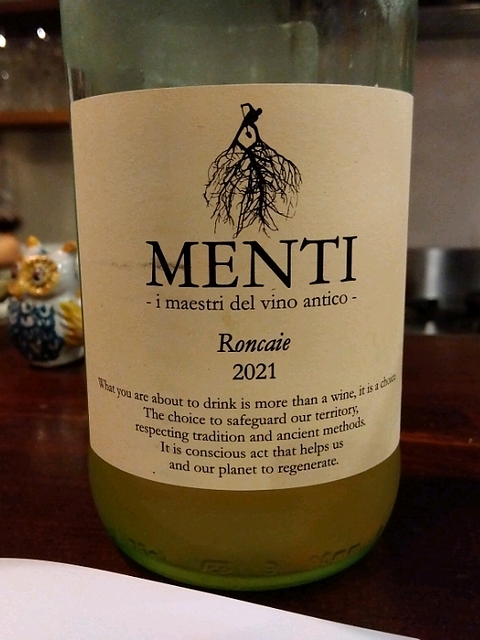 MENTI
- i maestri del vino antico -
Roncaie
2021
What you are about to drink is more than a wine, it is a choice.
The choice to safeguard our territory,
respecting tradition and ancient methods.
It is conscious act that helps us
and our planet to regenerate.